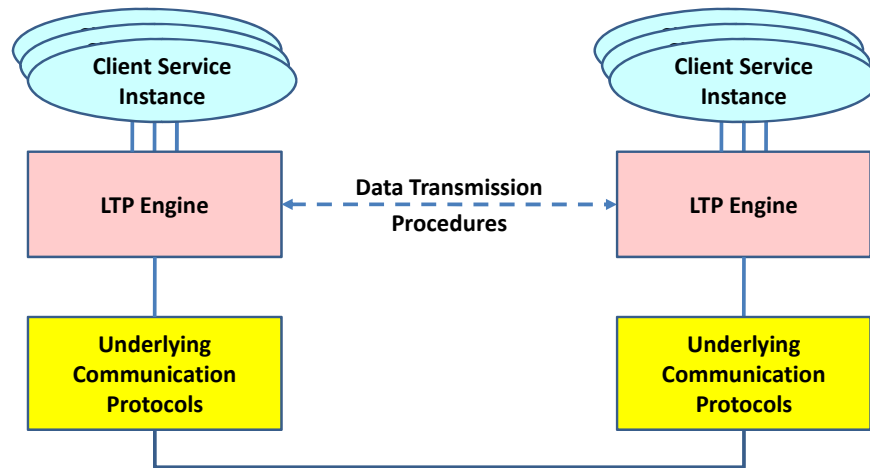 Client Service
Instance
Client Service
Instance
LTP Engine
Data Transmission
Procedures
LTP Engine
Underlying
Communication
Protocols
Underlying
Communication
Protocols